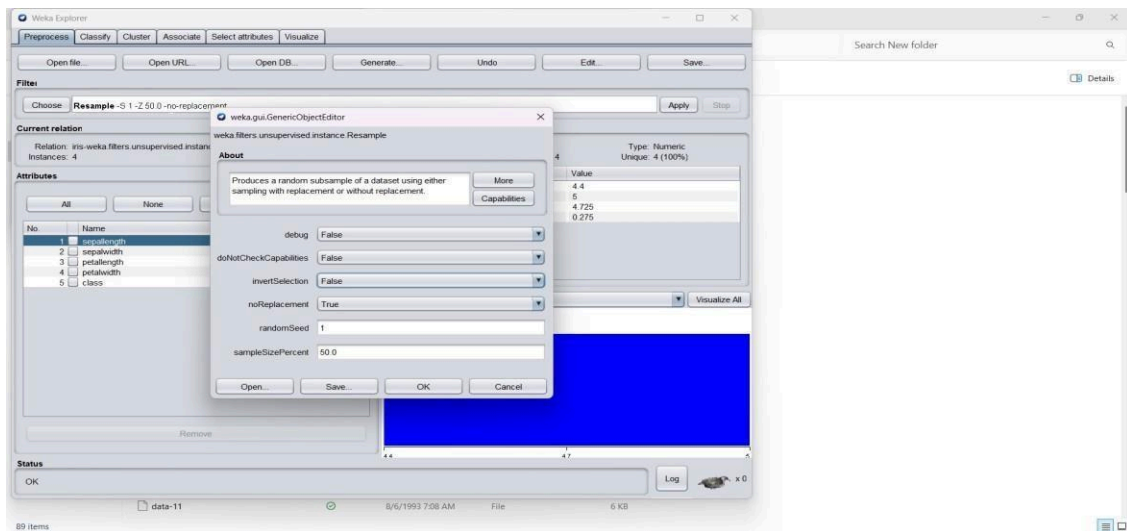 Weka Explorer
Preprocess Classify Cluster Associate Select attributes Visualize
Search New folder
Open file... Open URL... Open DB... Generate... Undo Edit... Save...
Details
Filter
Choose Resample -S 1 -Z 50.0 -no-replacement Apply Stop
weka.gui.GenericObjectEditor
Current relation
weka.filters.unsupervised.instance.Resample
Relation: iris-weka.filters.unsupervised.instan
Instances: 4
About
4
Type: Numeric
Unique: 4 (100%)
Attributes
Value
Produces a random subsample of a dataset using either
sampling with replacement or without replacement.
More
Capabilities
4.4
5
4.725
0.275
All None
No. Name
1 sepallength
2 sepalwidth
3 petallength
4 petalwidth
5 class
debug False
doNotCheckCapabilities False
invertSelection False
noReplacement True
Visualize All
randomSeed 1
sampleSizePercent 50.0
Open... Save... OK Cancel
Remove
4.4 4.7 5
Status
OK
Log x 0
data-11 8/6/1993 7:08 AM File 6 KB
89 items